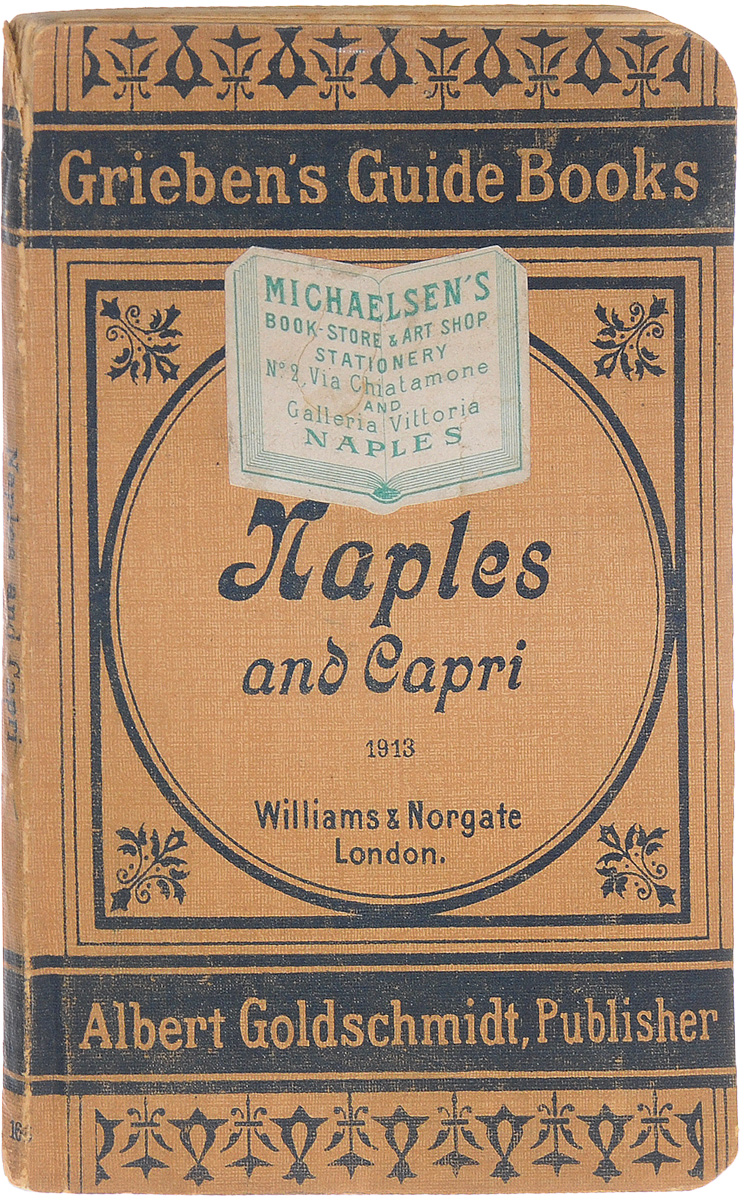 Grieben's Guide Books
MICHAELSEN'S
BOOK-STORE & ART SHOP
STATIONERY
Nº 2, Via Chiatamone
AND
Galleria Vittoria
NAPLES
Naples
and Capri
1913
Williams & Norgate
London.
Albert Goldschmidt, Publisher
Naples and Capri